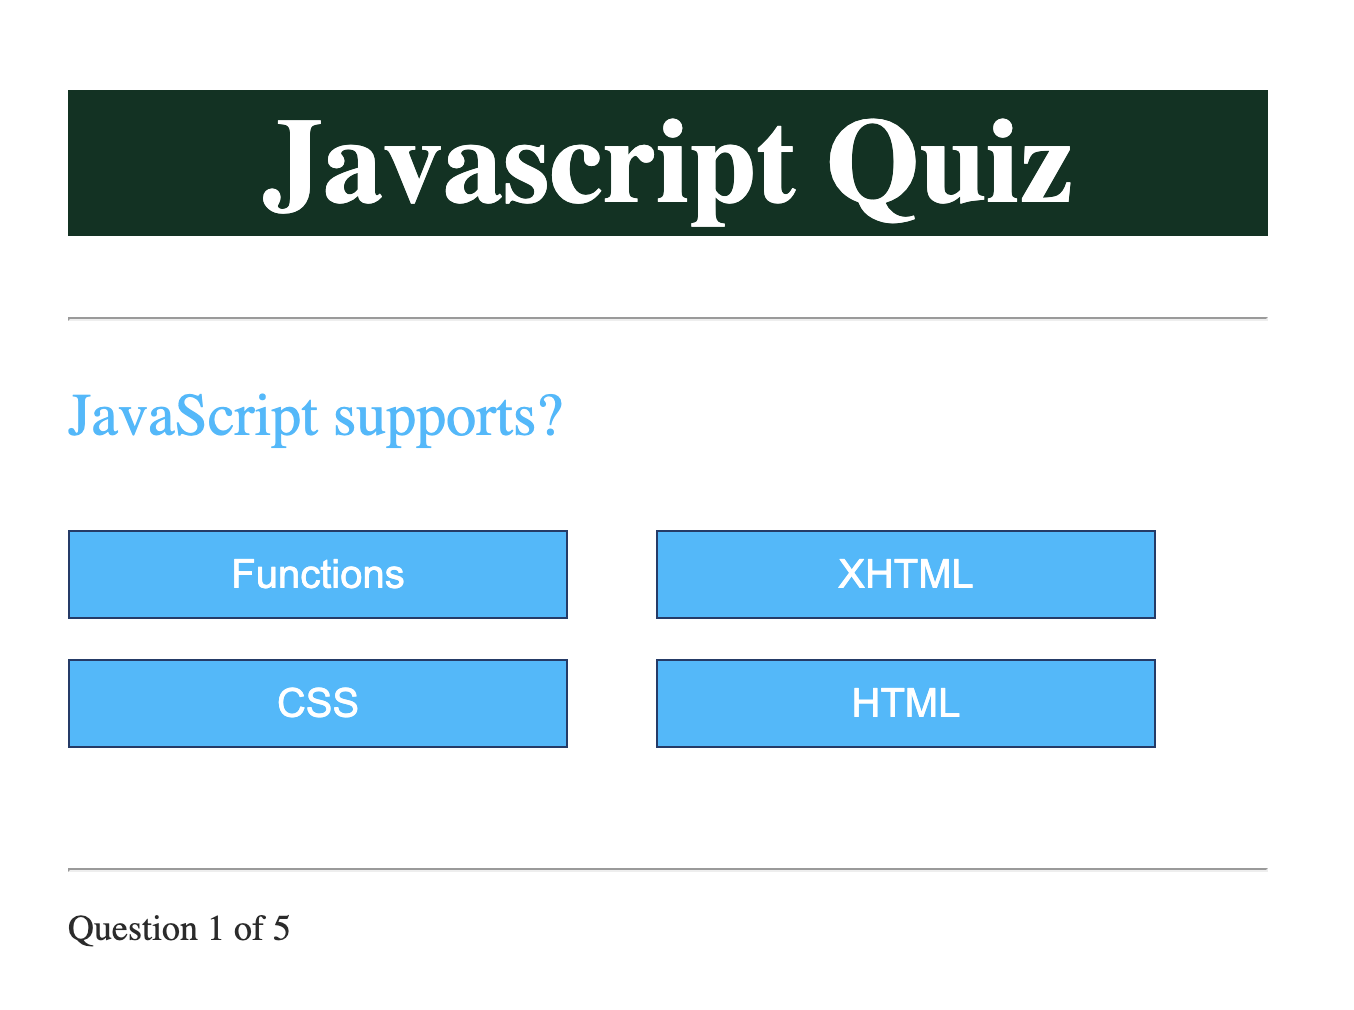 Javascript Quiz
JavaScript supports?
Functions
XHTML
CSS
HTML
Question 1 of 5